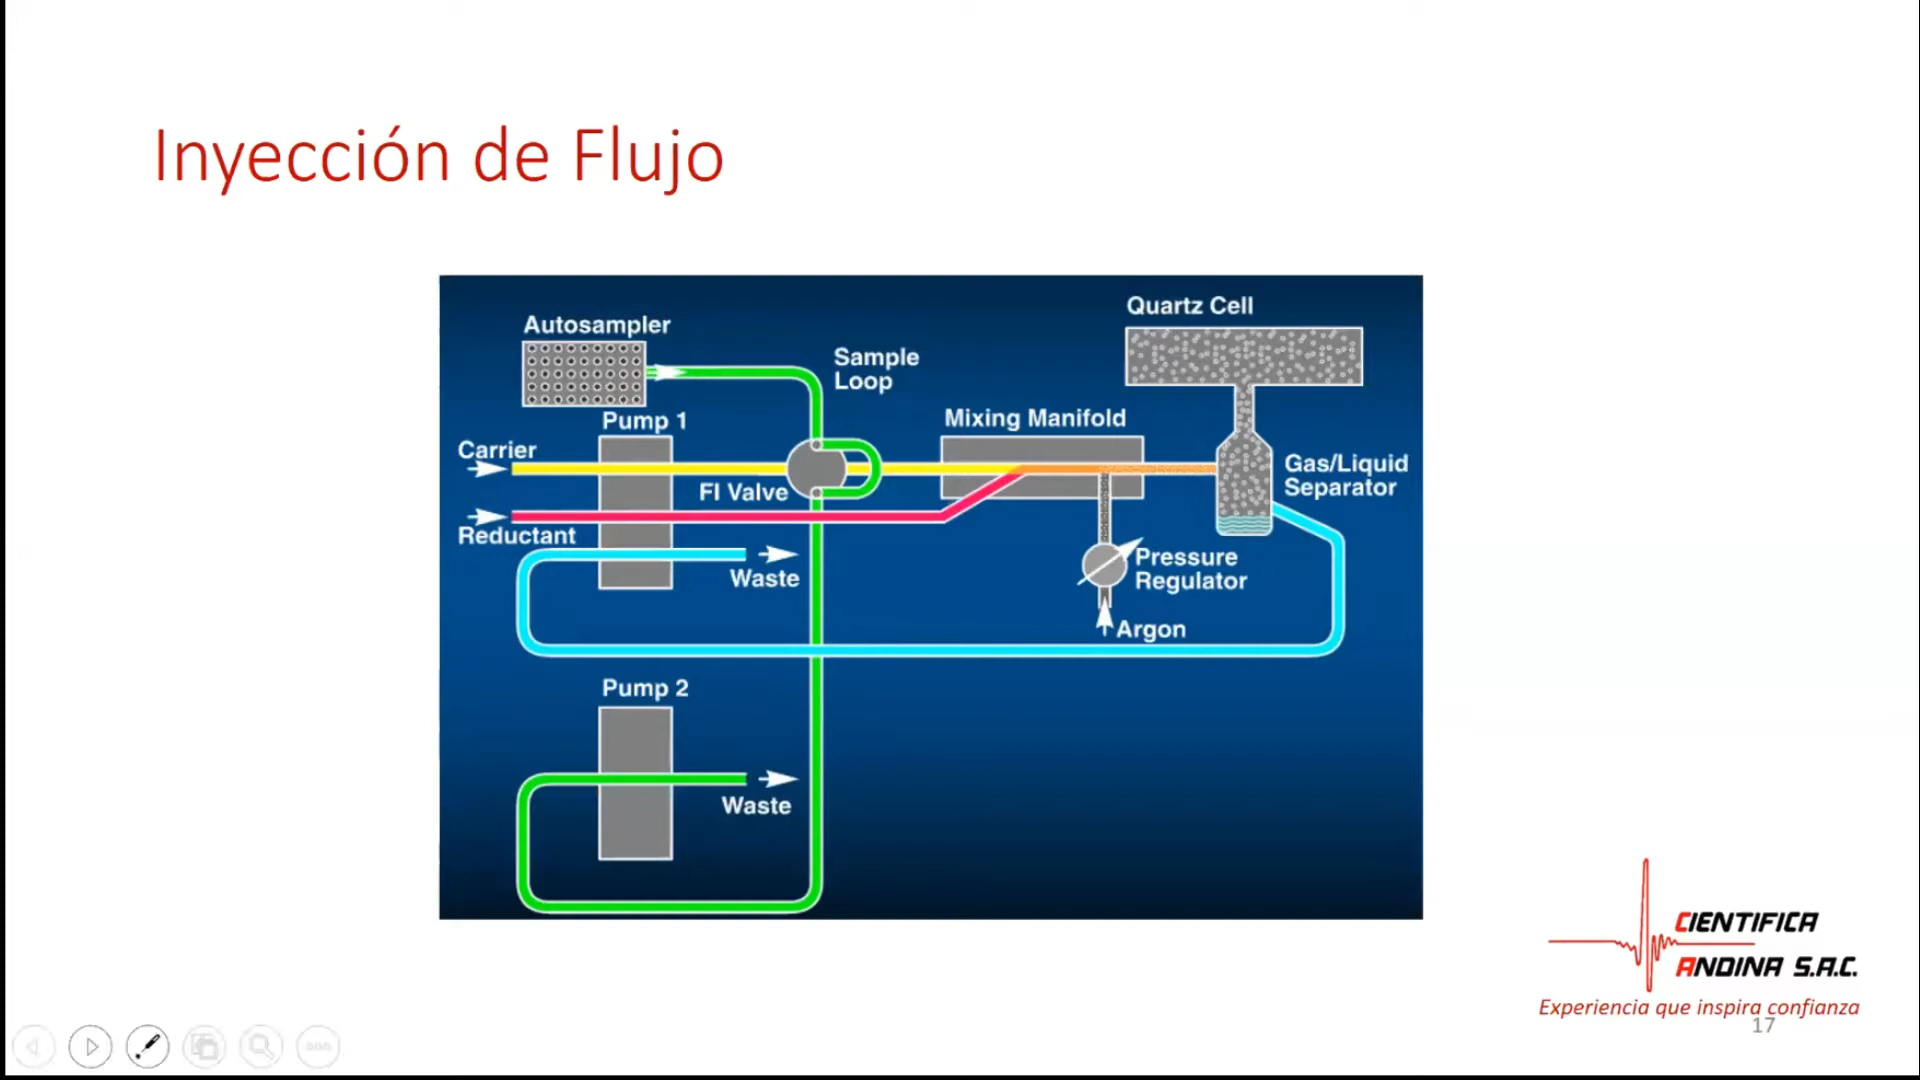 Inyección de Flujo
Quartz Cell
Autosampler
Sample
Loop
Pump 1
Mixing Manifold
Carrier
FI Valve
Gas/Liquid
Separator
Reductant
Waste
Pressure
Regulator
Argon
Pump 2
Waste
CIENTIFICA
ANDINA S.A.C.
Experiencia que inspira confianza
17